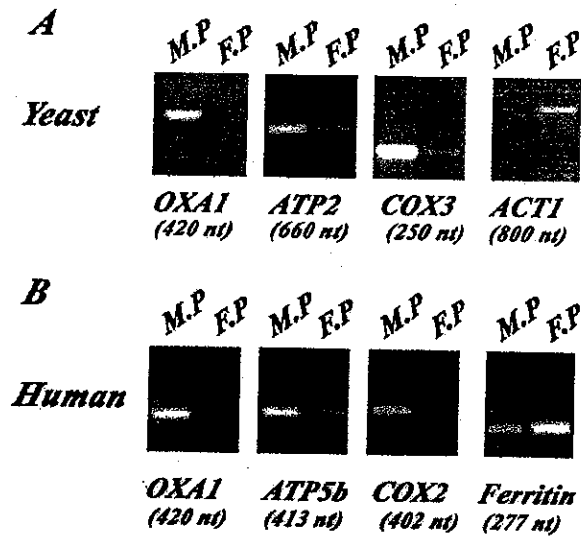 A
M.P F.P M.P F.P M.P F.P M.P F.P
Yeast
OXA1 ATP2 COX3 ACT1
(420 nt) (660 nt) (250 nt) (800 nt)
B
M.P F.P M.P F.P M.P F.P M.P F.P
Human
OXA1 ATP5b COX2 Ferritin
(420 nt) (413 nt) (402 nt) (277 nt)